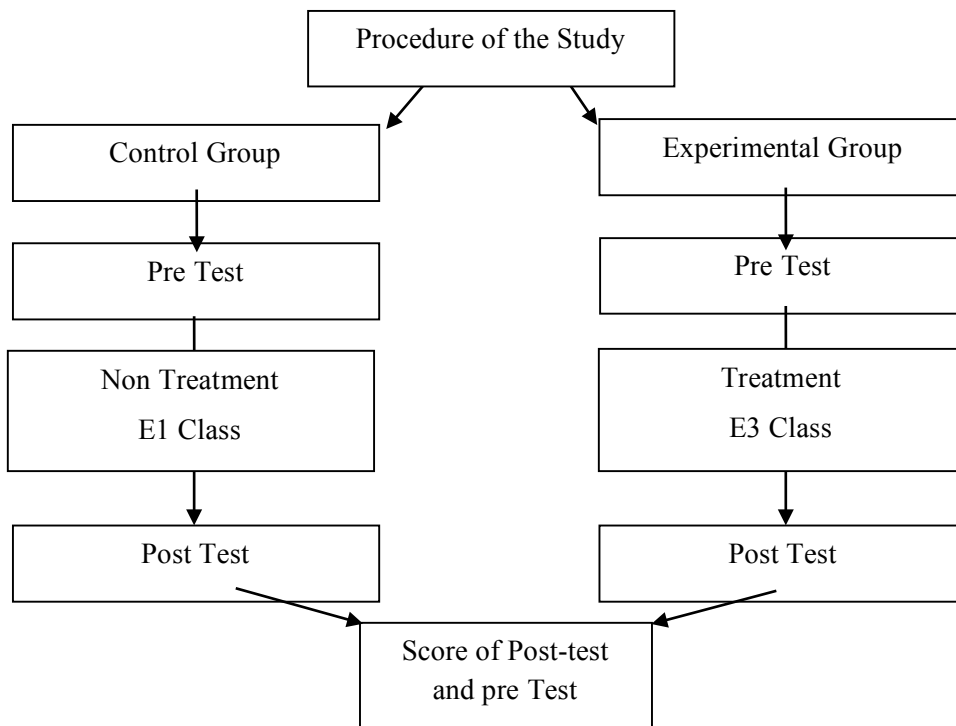 Procedure of the Study
Control Group
Experimental Group
Pre Test
Pre Test
Non Treatment
E1 Class
Treatment
E3 Class
Post Test
Post Test
Score of Post-test
and pre Test